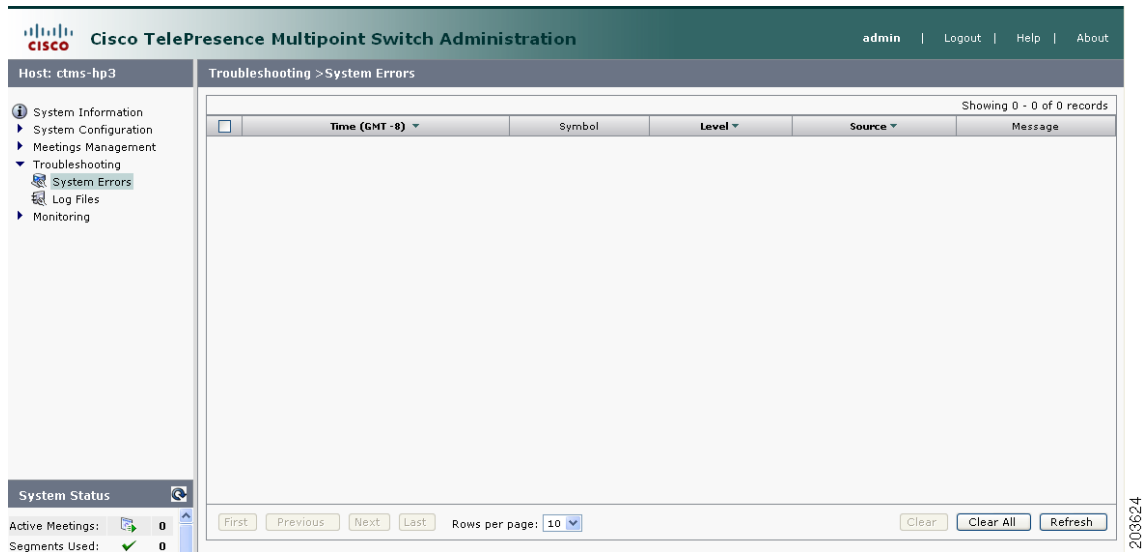 CISCO
Cisco TelePresence Multipoint Switch Administration
admin | Logout | Help | About
Host: ctms-hp3
Troubleshooting >System Errors
System Information
System Configuration
Meetings Management
Troubleshooting
System Errors
Log Files
Monitoring
Showing 0 - 0 of 0 records
Time (GMT -8) Symbol Level Source Message
System Status
Active Meetings: 0
Segments Used: 0
First Previous Next Last Rows per page: 10 Clear Clear All Refresh
203624